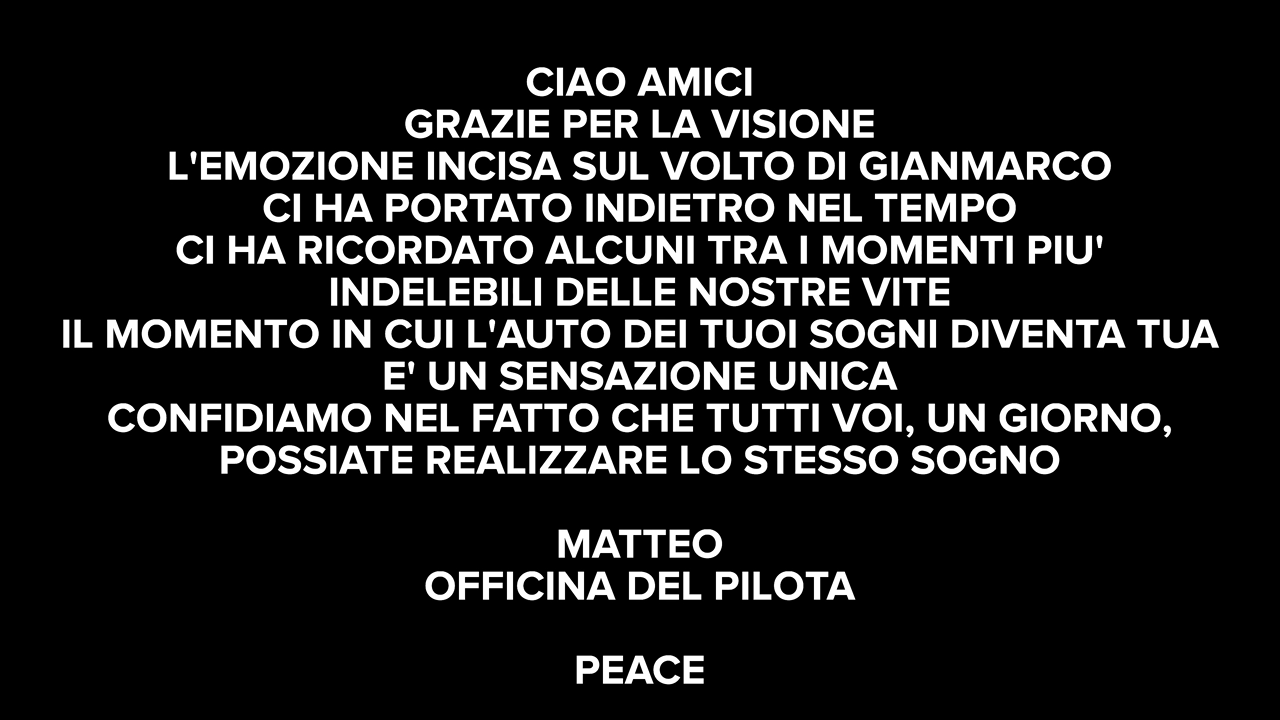 CIAO AMICI
GRAZIE PER LA VISIONE
L'EMOZIONE INCISA SUL VOLTO DI GIANMARCO
CI HA PORTATO INDIETRO NEL TEMPO
CI HA RICORDATO ALCUNI TRA I MOMENTI PIU'
INDELEBILI DELLE NOSTRE VITE
IL MOMENTO IN CUI L'AUTO DEI TUOI SOGNI DIVENTA TUA
E' UN SENSAZIONE UNICA
CONFIDIAMO NEL FATTO CHE TUTTI VOI, UN GIORNO,
POSSIATE REALIZZARE LO STESSO SOGNO
MATTEO
OFFICINA DEL PILOTA
PEACE